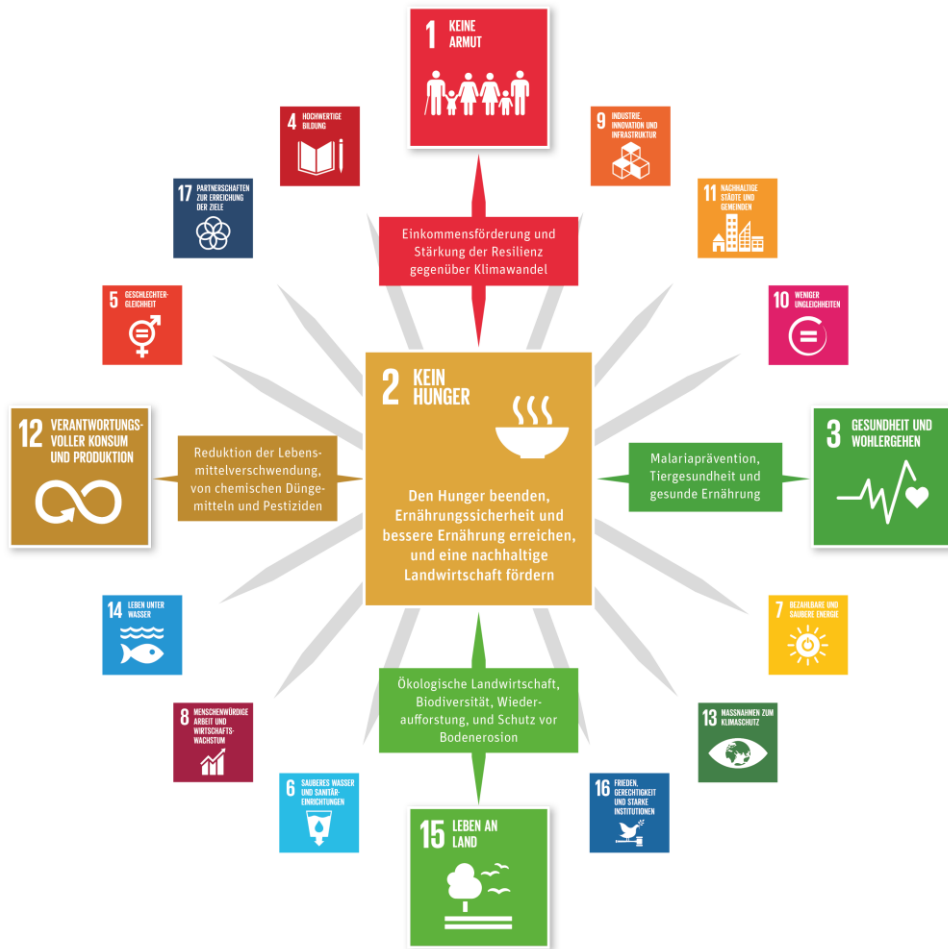 1 KEINE
ARMUT
4 HOCHWERTIGE
BILDUNG
9 INDUSTRIE,
INNOVATION UND
INFRASTRUKTUR
17 PARTNERSCHAFTEN
ZUR ERREICHUNG
DER ZIELE
11 NACHHALTIGE
STÄDTE UND
GEMEINDEN
Einkommensförderung und
Stärkung der Resilienz
gegenüber Klimawandel
5 GESCHLECHTER-
GLEICHHEIT
10 WENIGER
UNGLEICHHEITEN
2 KEIN
HUNGER
Den Hunger beenden,
Ernährungssicherheit und
bessere Ernährung erreichen,
und eine nachhaltige
Landwirtschaft fördern
12 VERANTWORTUNGS-
VOLLER KONSUM
UND PRODUKTION
Reduktion der Lebens-
mittelverschwendung,
von chemischen Dünge-
mitteln und Pestiziden
Malariaprävention,
Tiergesundheit und
gesunde Ernährung
3 GESUNDHEIT UND
WOHLERGEHEN
14 LEBEN UNTER
WASSER
7 BEZAHLBARE UND
SAUBERE ENERGIE
Ökologische Landwirtschaft,
Biodiversität, Wieder-
aufforstung, und Schutz vor
Bodenerosion
8 MENSCHENWÜRDIGE
ARBEIT UND
WIRTSCHAFTS-
WACHSTUM
13 MASSNAHMEN ZUM
KLIMASCHUTZ
6 SAUBERES WASSER
UND SANITÄR-
EINRICHTUNGEN
16 FRIEDEN,
GERECHTIGKEIT
UND STARKE
INSTITUTIONEN
15 LEBEN AN
LAND